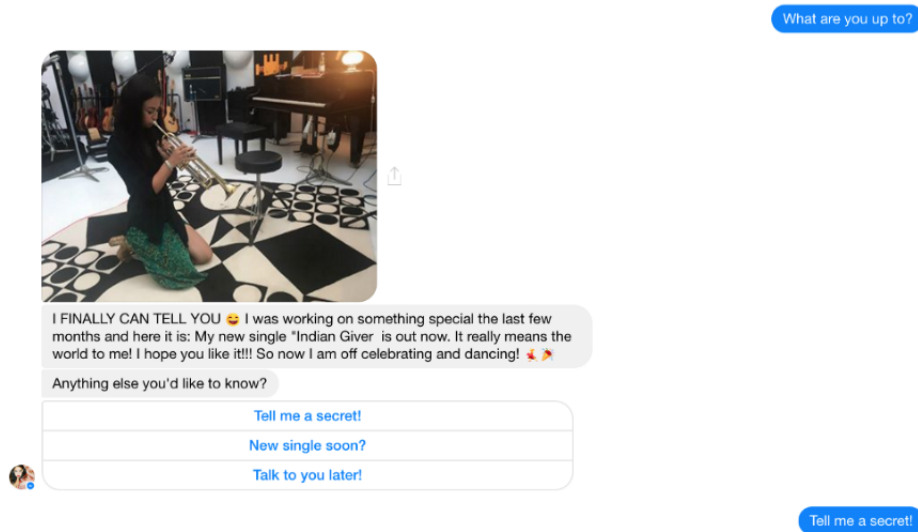 What are you up to?
I FINALLY CAN TELL YOU 😄 I was working on something special the last few
months and here it is: My new single "Indian Giver  is out now. It really means the
world to me! I hope you like it!!! So now I am off celebrating and dancing! 💃🎉
Anything else you'd like to know?
Tell me a secret!
New single soon?
Talk to you later!
Tell me a secret!